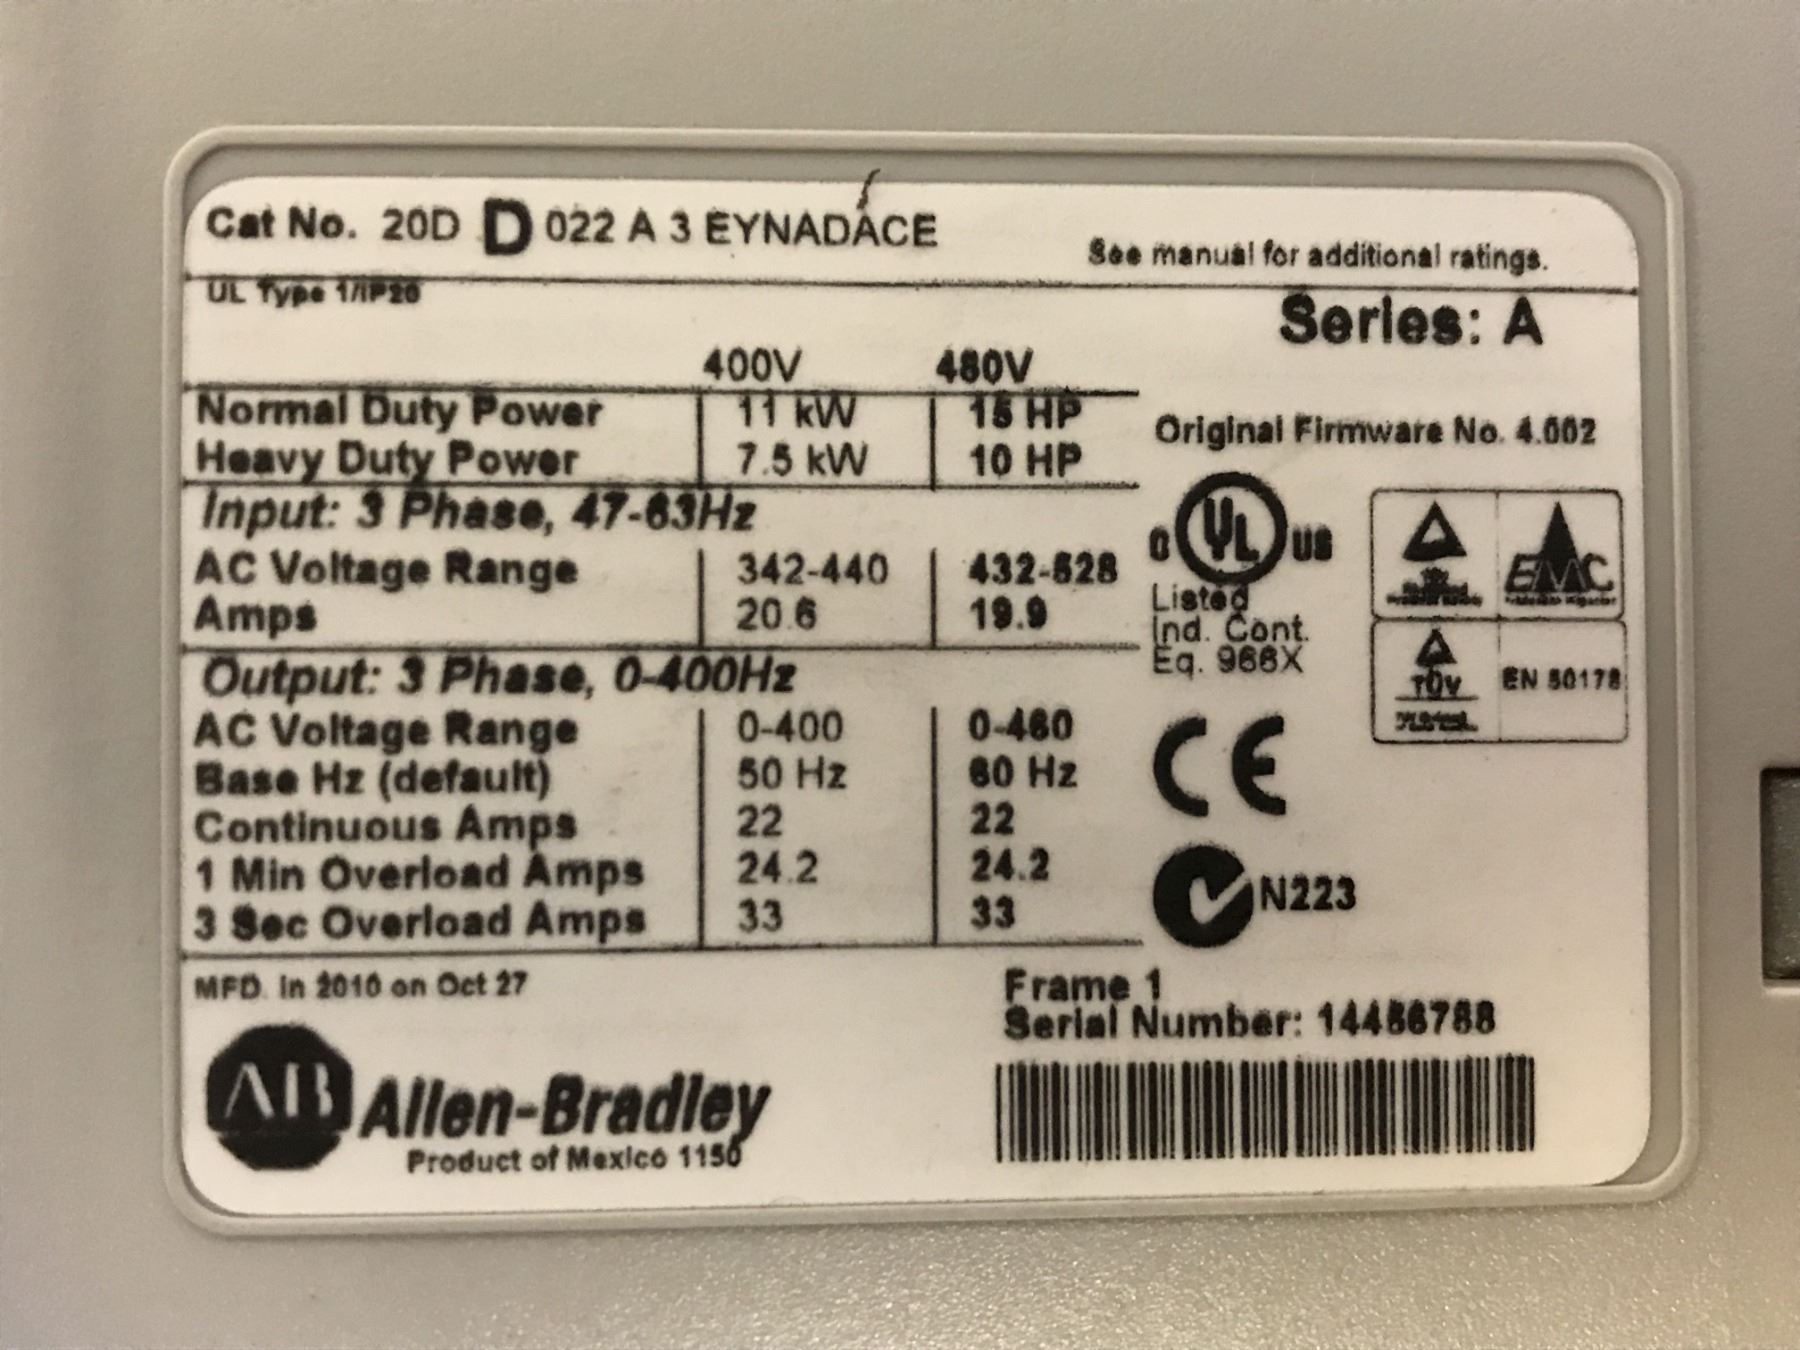 Cat No. 20D D 022 A 3 EYNADACE
See manual for additional ratings.
UL Type 1/IP20
Series: A
400V 480V
Normal Duty Power 11 kW 15 HP
Heavy Duty Power 7.5 kW 10 HP
Original Firmware No. 4.002
Input: 3 Phase, 47-63Hz
AC Voltage Range 342-440 432-528
Amps 20.6 19.9
C UL US
Listed
Ind. Cont.
Eq. 966X
EMC
TÜV
EN 50178
Output: 3 Phase, 0-400Hz
AC Voltage Range 0-400 0-460
Base Hz (default) 50 Hz 60 Hz
Continuous Amps 22 22
1 Min Overload Amps 24.2 24.2
3 Sec Overload Amps 33 33
CE
N223
MFD. in 2010 on Oct 27
Frame 1
Serial Number:
AB Allen-Bradley
Product of Mexico 1150